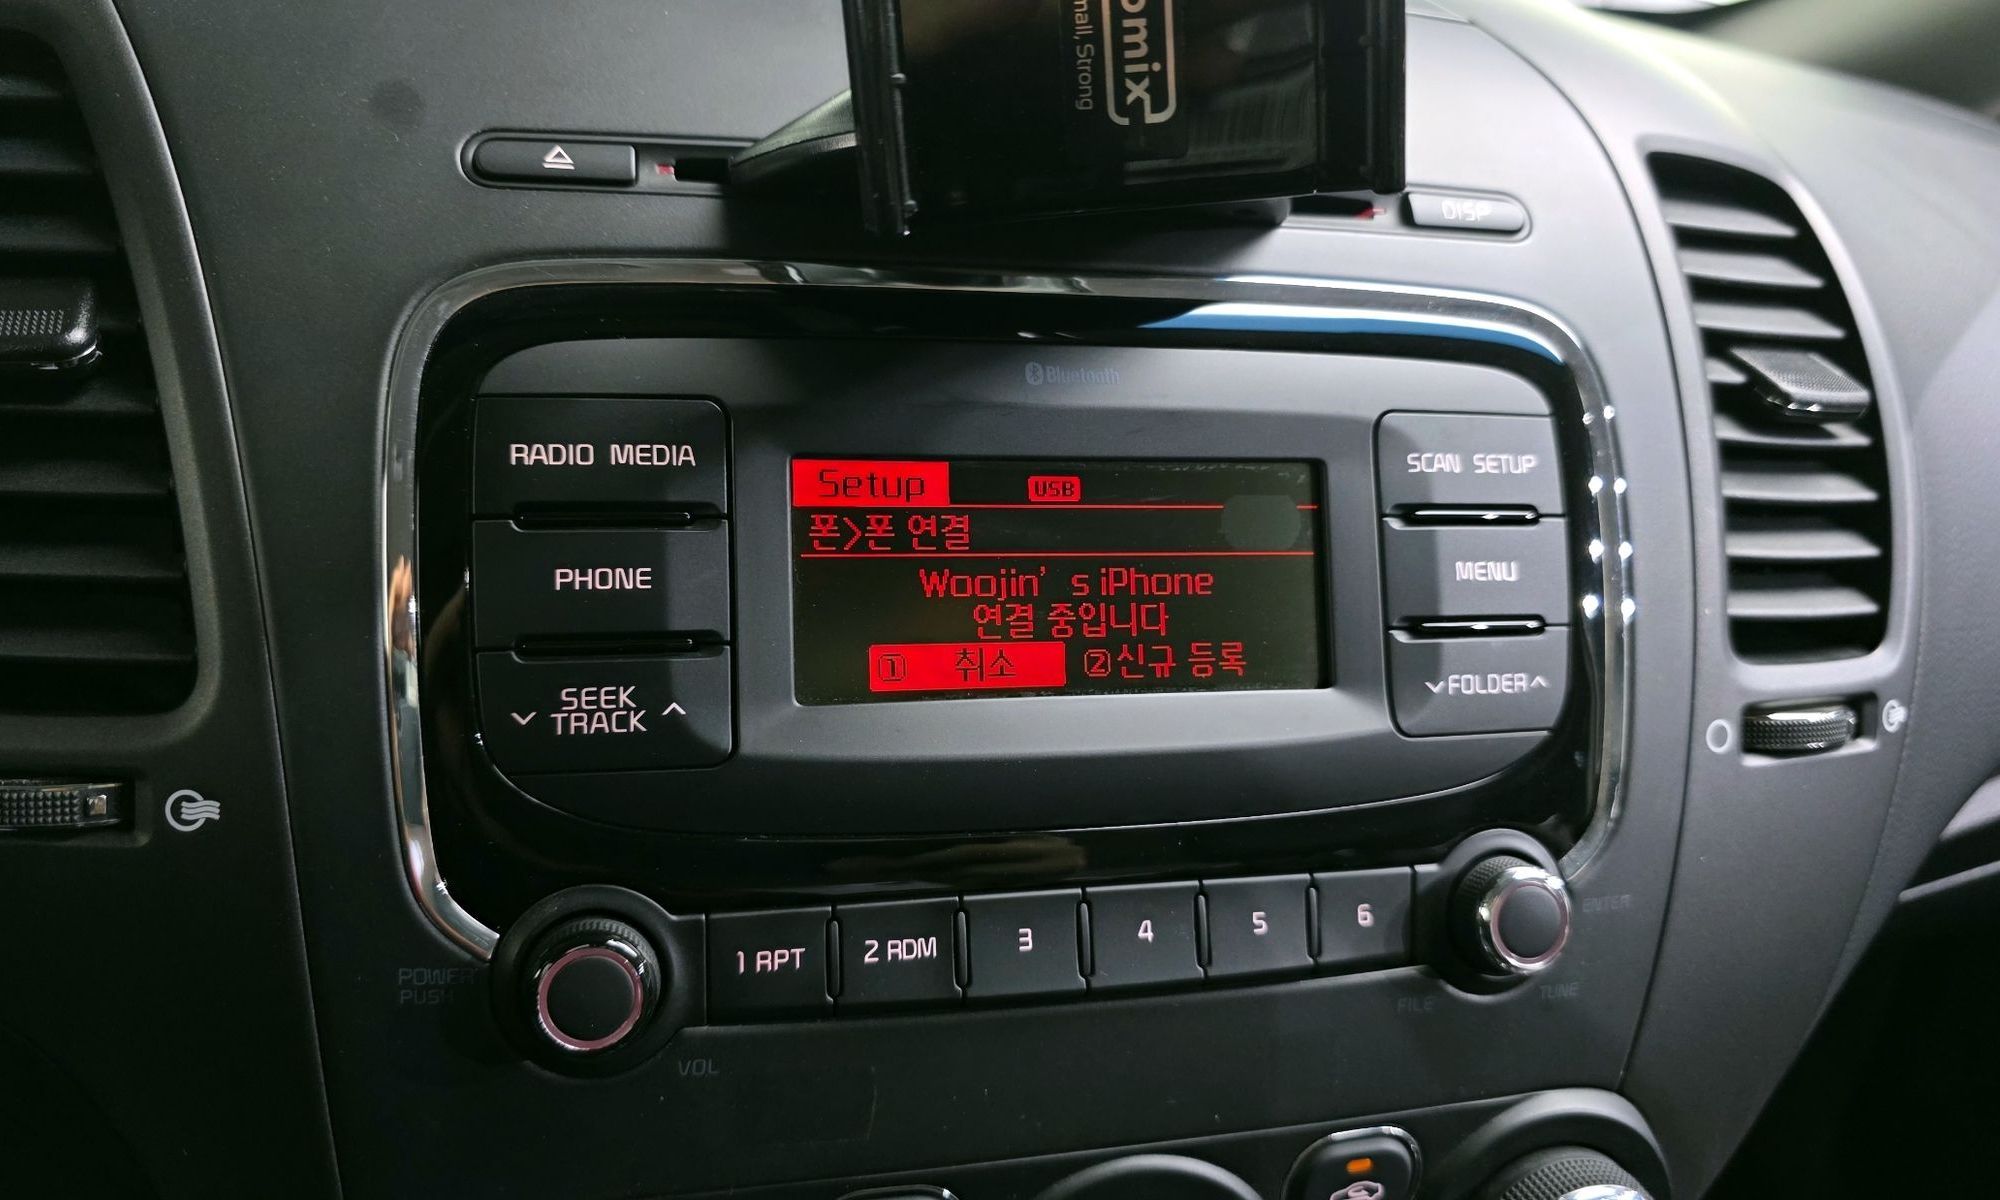 omix
mall, Strong
DISP
Bluetooth
RADIO MEDIA
PHONE
SEEK
TRACK
Setup
USB
폰>폰 연결
Woojin's iPhone
연결 중입니다
① 취소 ②신규 등록
SCAN SETUP
MENU
FOLDER
POWER
PUSH
VOL
1 RPT
2 RDM
3
4
5
6
ENTER
FILE
TUNE